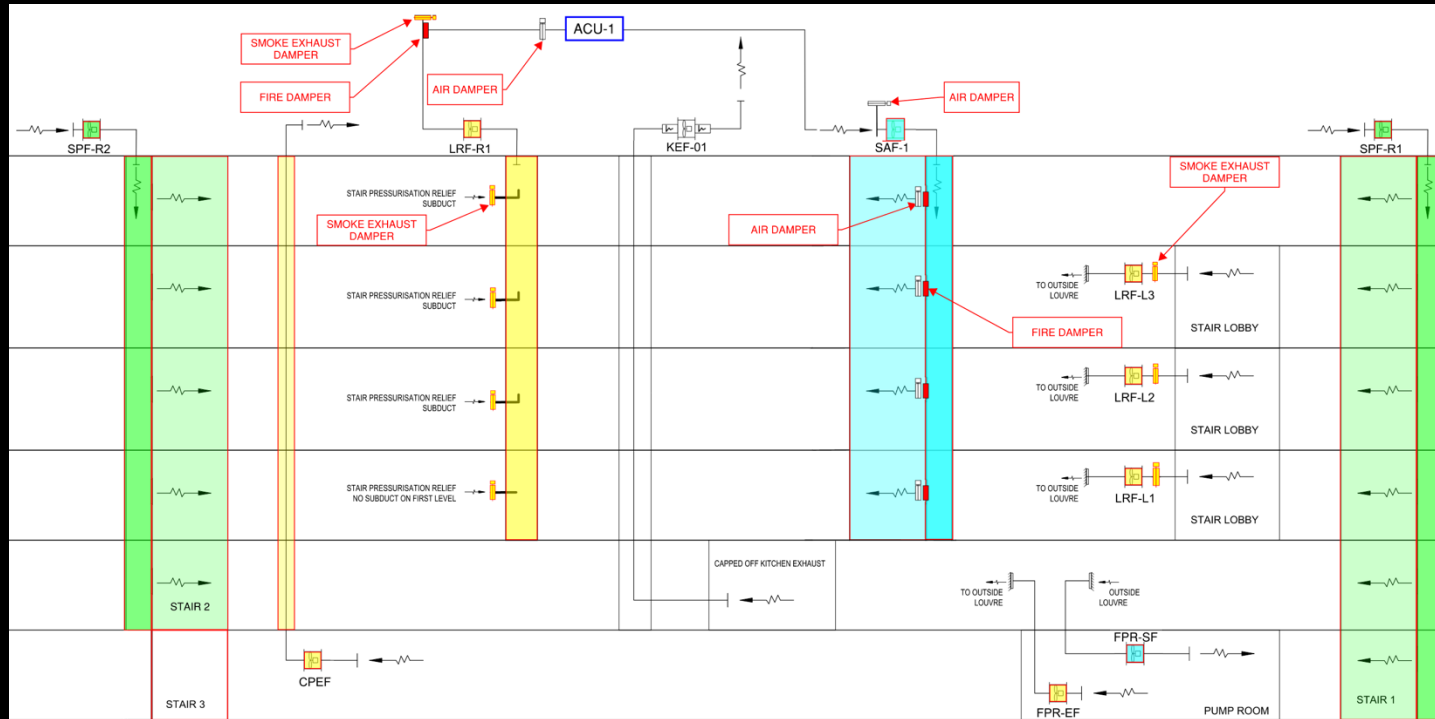 SMOKE EXHAUST
DAMPER
FIRE DAMPER
AIR DAMPER
ACU-1
AIR DAMPER
SPF-R2
LRF-R1
KEF-01
SAF-1
SPF-R1
SMOKE EXHAUST
DAMPER
STAIR PRESSURISATION RELIEF
SUBDUCT
SMOKE EXHAUST
DAMPER
AIR DAMPER
STAIR PRESSURISATION RELIEF
SUBDUCT
TO OUTSIDE
LOUVRE
LRF-L3
STAIR LOBBY
FIRE DAMPER
STAIR PRESSURISATION RELIEF
SUBDUCT
TO OUTSIDE
LOUVRE
LRF-L2
STAIR LOBBY
STAIR PRESSURISATION RELIEF
NO SUBDUCT ON FIRST LEVEL
TO OUTSIDE
LOUVRE
LRF-L1
STAIR LOBBY
CAPPED OFF KITCHEN EXHAUST
TO OUTSIDE
LOUVRE
OUTSIDE
LOUVRE
STAIR 2
FPR-SF
CPEF
STAIR 3
FPR-EF
PUMP ROOM
STAIR 1